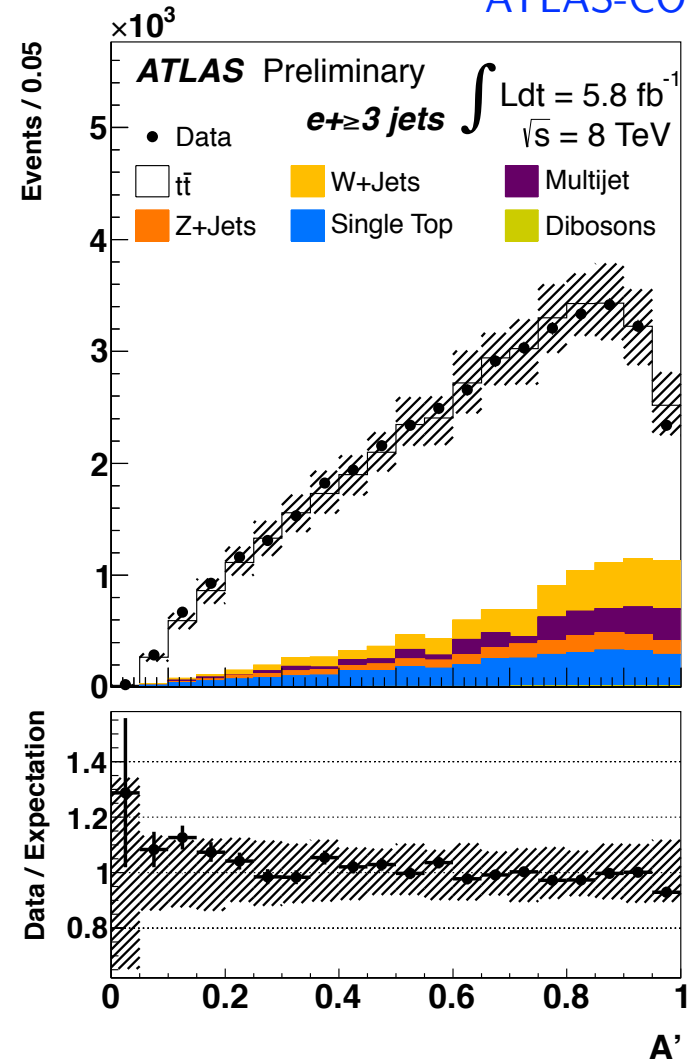 ATLAS-CO
×10³
ATLAS Preliminary
e+≥3 jets
∫ Ldt = 5.8 fb⁻¹
√s = 8 TeV
Data
tt̄
W+Jets
Multijet
Z+Jets
Single Top
Dibosons
Events / 0.05
5
4
3
2
1
0
Data / Expectation
1.4
1.2
1
0.8
0 0.2 0.4 0.6 0.8 1
A'